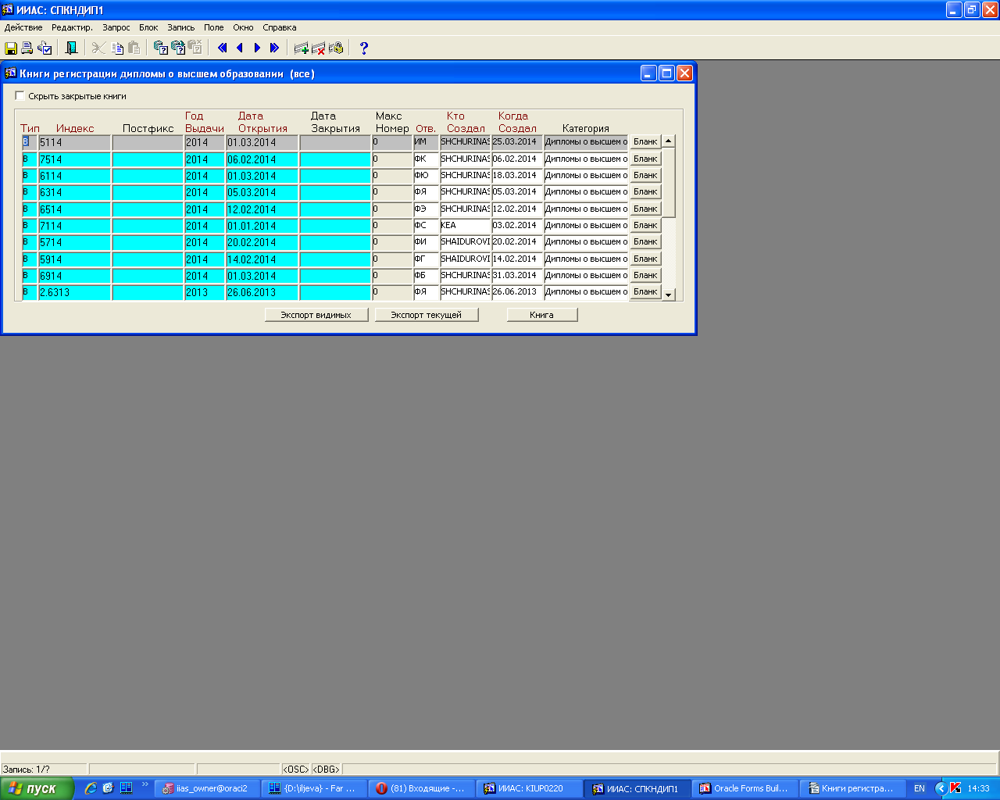 ИИАС: СПКНДИП1
Действие Редактир. Запрос Блок Запись Поле Окно Справка
Книги регистрации дипломы о высшем образовании (все)
Скрыть закрытые книги
Год Дата Дата Макс Кто Когда
Тип Индекс Постфикс Выдачи Открытия Закрытия Номер Отв. Создал Создал Категория
В 5114 2014 01.03.2014 0 ИМ SHCHURINAS 25.03.2014 Дипломы о высшем о Бланк
В 7514 2014 06.02.2014 0 ФК SHCHURINAS 06.02.2014 Дипломы о высшем о Бланк
В 6114 2014 01.03.2014 0 ФЮ SHCHURINAS 18.03.2014 Дипломы о высшем о Бланк
В 6314 2014 05.03.2014 0 ФЯ SHCHURINAS 05.03.2014 Дипломы о высшем о Бланк
В 6514 2014 12.02.2014 0 ФЭ SHCHURINAS 12.02.2014 Дипломы о высшем о Бланк
В 7114 2014 01.01.2014 0 ФС KEA 03.02.2014 Дипломы о высшем о Бланк
В 5714 2014 20.02.2014 0 ФИ SHAIDUROVI 20.02.2014 Дипломы о высшем о Бланк
В 5914 2014 14.02.2014 0 ФГ SHAIDUROVI 14.02.2014 Дипломы о высшем о Бланк
В 6914 2014 01.03.2014 0 ФБ SHCHURINAS 31.03.2014 Дипломы о высшем о Бланк
В 2.6313 2013 26.06.2013 0 ФЯ SHCHURINAS 26.06.2013 Дипломы о высшем о Бланк
Экспорт видимых Экспорт текущей Книга
Запись: 1/? <OSC> <DBG>
пуск iias_owner@oraci2 {D:\iljeva} - Far ... (81) Входящие -... ИИАС: KIUP0220 ИИАС: СПКНДИП1 Oracle Forms Buil... Книги регистра... EN 14:33